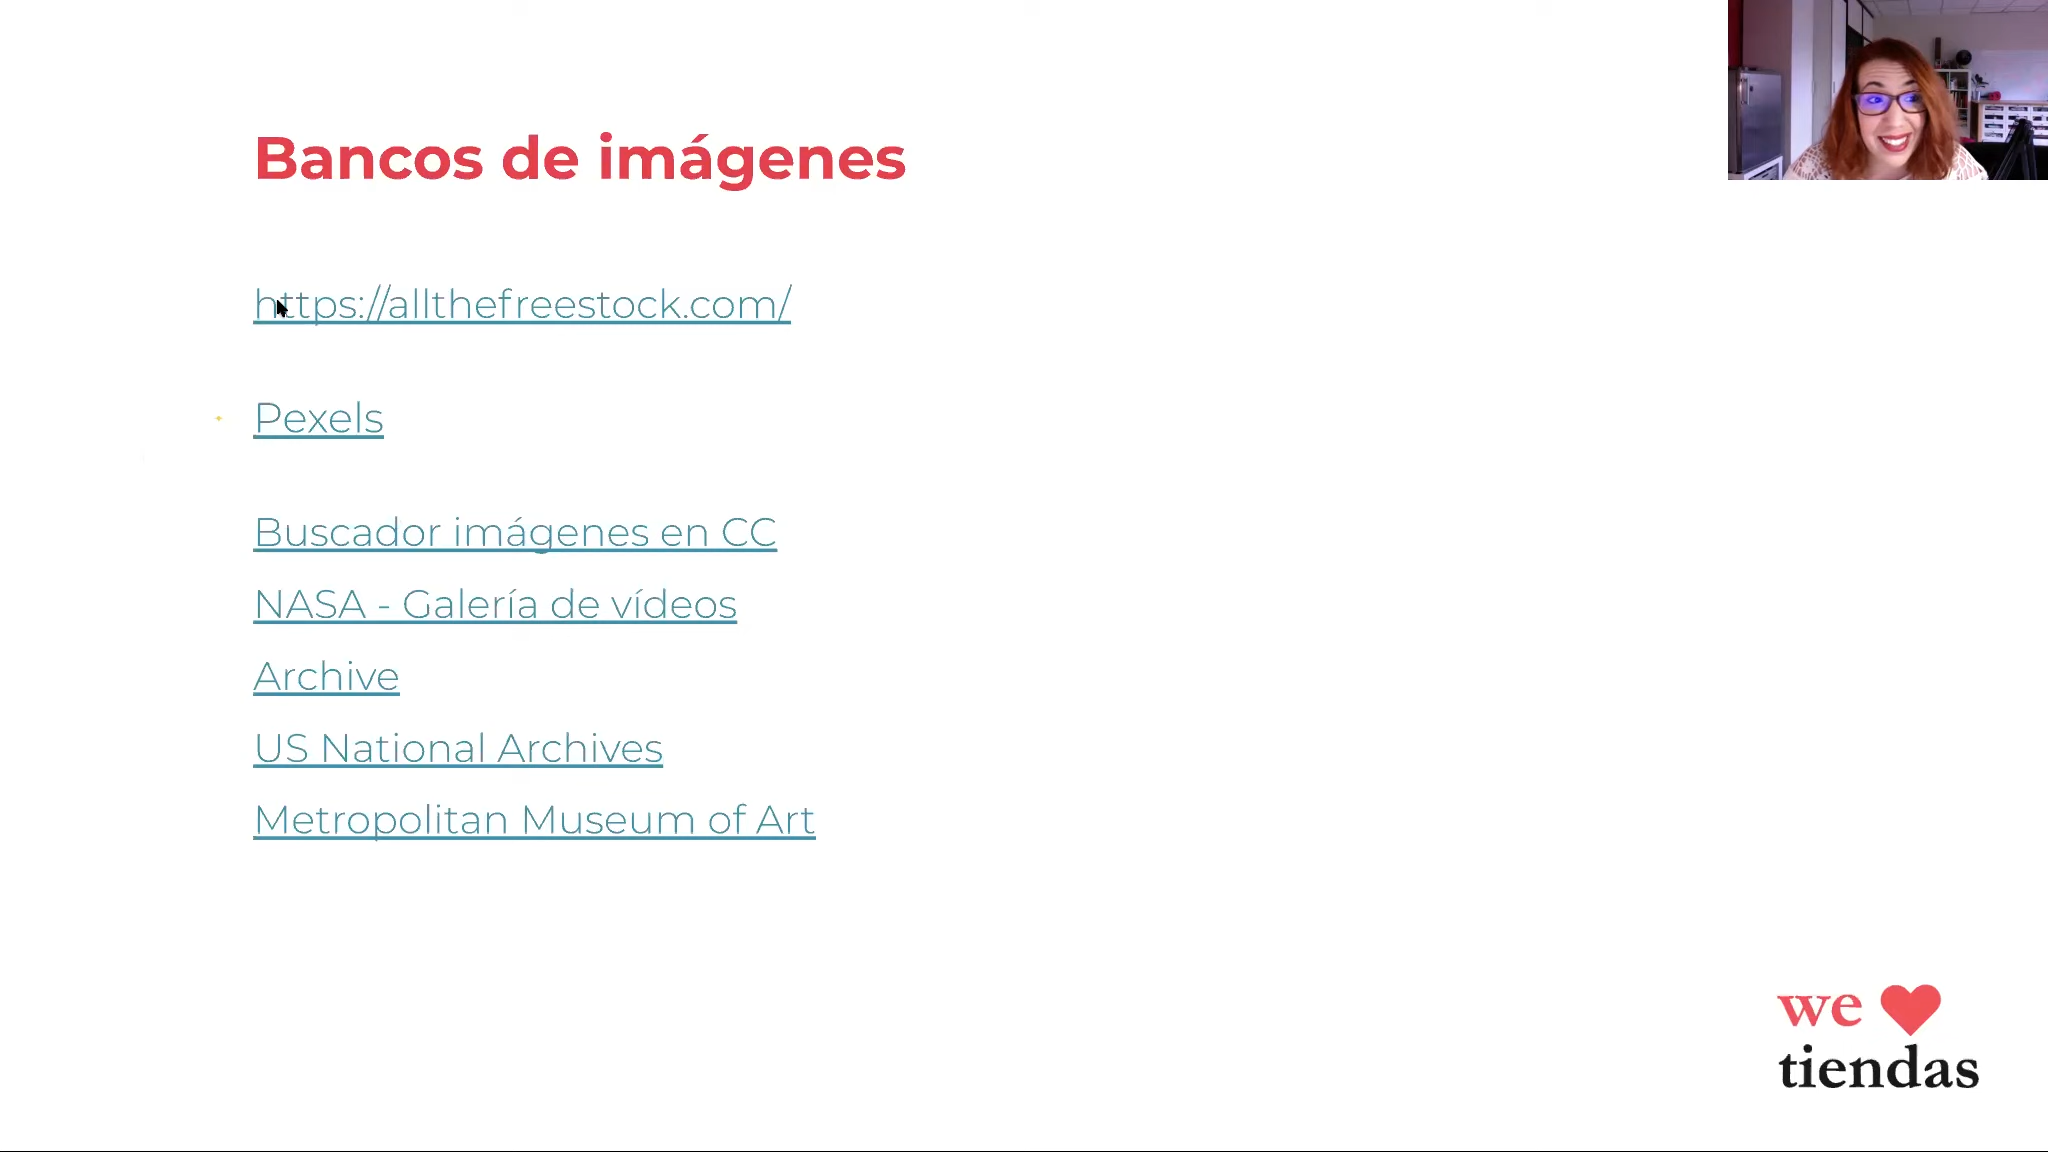 Bancos de imágenes
https://allthefreestock.com/
Pexels
Buscador imágenes en CC
NASA - Galería de vídeos
Archive
US National Archives
Metropolitan Museum of Art
we
tiendas